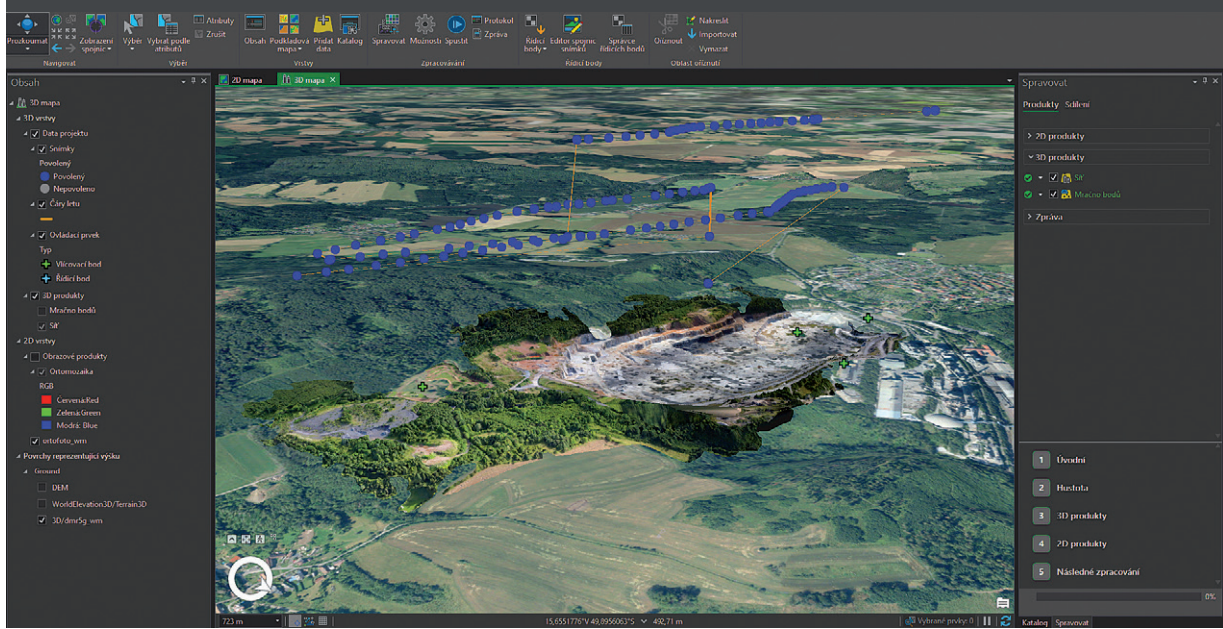 Prozkoumat
Zobrazení spojnic
Navigovat
Výběr
Vybrat podle atributů
Atributy
Zrušit
Výběr
Obsah
Podkladová mapa
Přidat data
Katalog
Vrstvy
Spravovat
Možnosti
Spustit
Protokol
Zpráva
Zpracovávání
Řídicí body
Editor spojnic snímků
Správce řídicích bodů
Řídicí body
Oříznout
Nakreslit
Importovat
Vymazat
Oblast oříznutí
Obsah
3D mapa
3D vrstvy
Data projektu
Snímky
Povolený
Povolený
Nepovoleno
Čáry letu
Ovládací prvek
Typ
Vlícovací bod
Řídicí bod
3D produkty
Mračno bodů
Síť
2D vrstvy
Obrazové produkty
Ortomozaika
RGB
Červená:Red
Zelená:Green
Modrá: Blue
ortofoto_wm
Povrchy reprezentující výšku
Ground
DEM
WorldElevation3D/Terrain3D
3D/dmr5g_wm
2D mapa
3D mapa
723 m
15,6551776°V 49,8956063°S
492,71 m
Vybrané prvky: 0
Spravovat
Produkty Sdílení
2D produkty
3D produkty
Síť
Mračno bodů
Zpráva
1 Úvodní
2 Hustota
3 3D produkty
4 2D produkty
5 Následné zpracování
0%
Katalog Spravovat